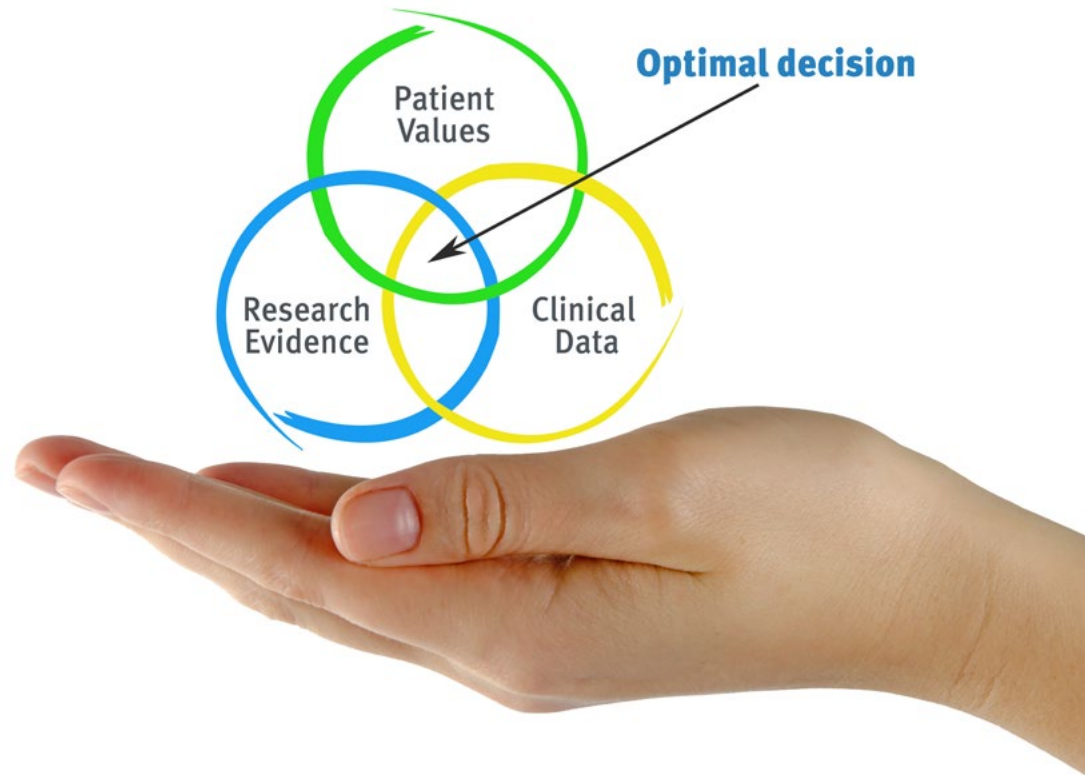 Optimal decision
Patient
Values
Research
Evidence
Clinical
Data